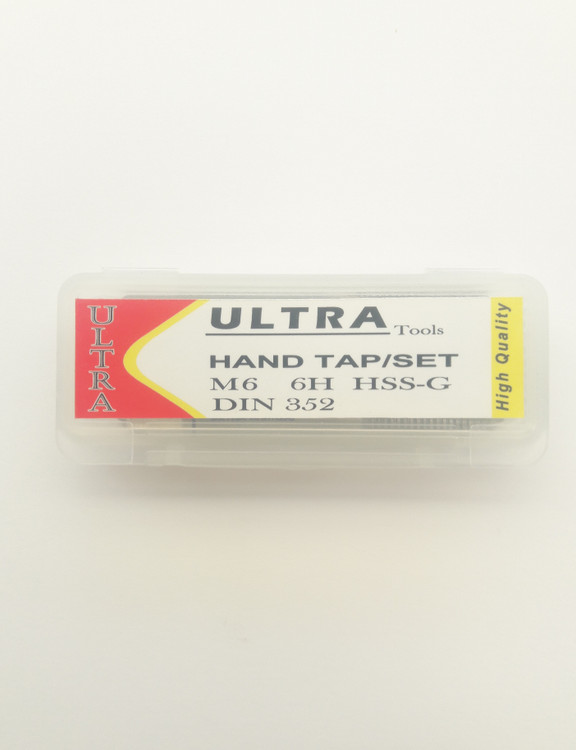 ULTRA
ULTRA Tools
HAND TAP/SET
M6 6H HSS-G
DIN 352
High Quality